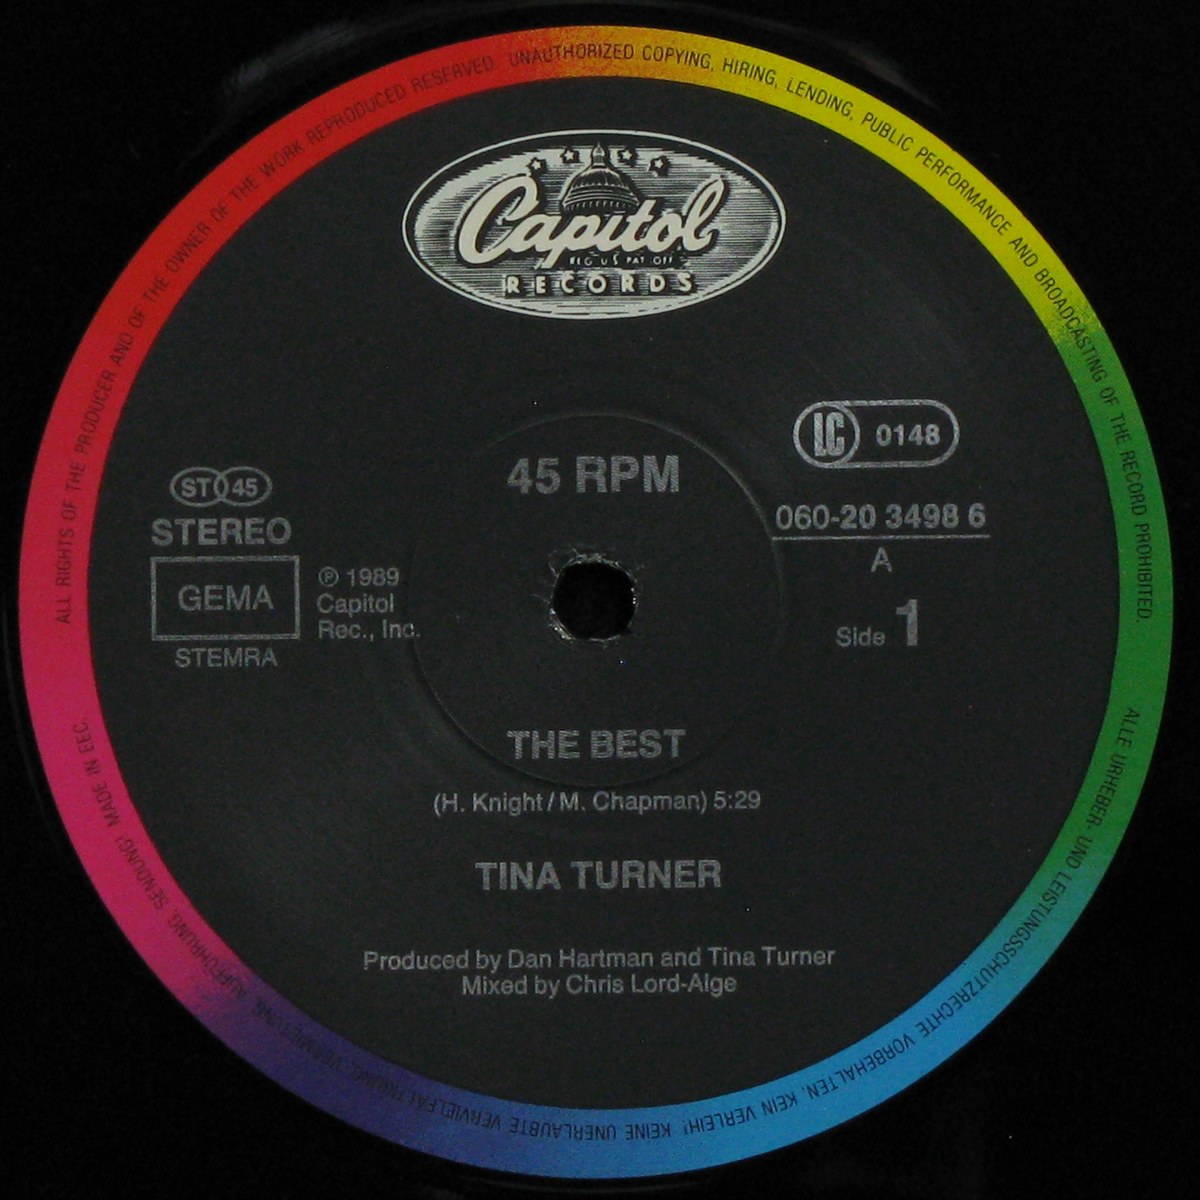 ALL RIGHTS OF THE PRODUCER AND OF THE OWNER OF THE WORK REPRODUCED RESERVED. UNAUTHORIZED COPYING, HIRING, LENDING, PUBLIC PERFORMANCE AND BROADCASTING OF THE RECORD PROHIBITED.
Capitol
REG. U.S. PAT. OFF.
RECORDS
LC 0148
45 RPM
ST 45
STEREO
GEMA
STEMRA
℗ 1989
Capitol
Rec., Inc.
060-20 3498 6
A
Side 1
THE BEST
(H. Knight/M. Chapman) 5:29
TINA TURNER
Produced by Dan Hartman and Tina Turner
Mixed by Chris Lord-Alge
ALLE URHEBER- UND LEISTUNGSSCHUTZRECHTE VORBEHALTEN. KEIN VERLEIH! KEINE UNERLAUBTE VERVIELFÄLTIGUNG, VERMIETUNG, AUFFÜHRUNG, SENDUNG! MADE IN EEC.